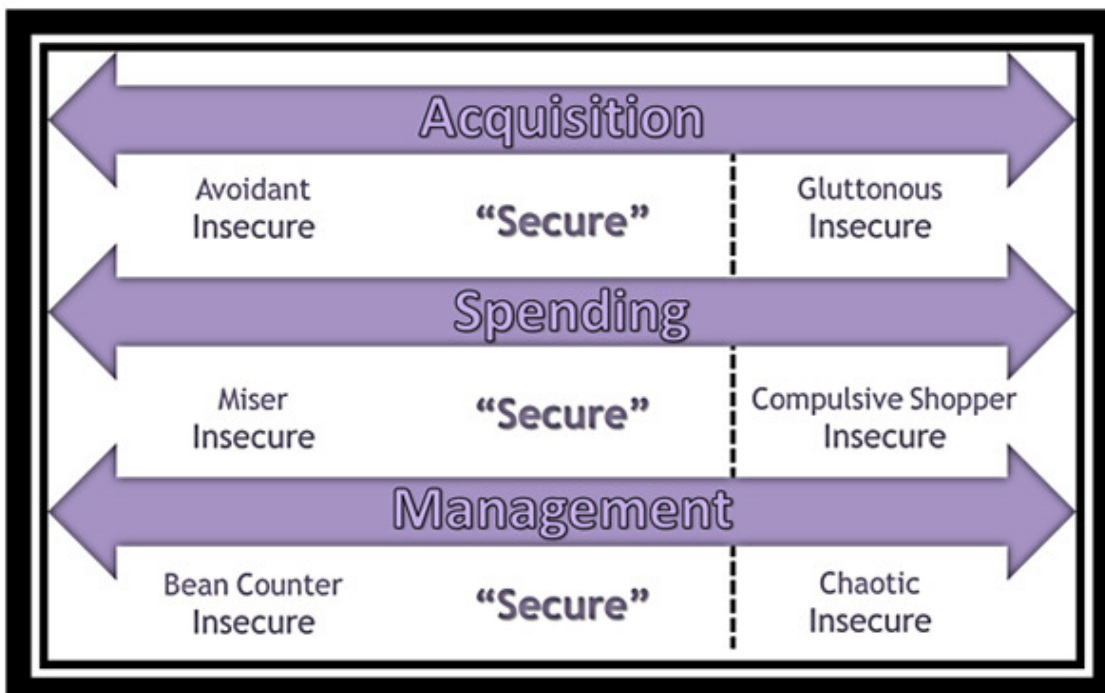 Acquisition
Avoidant
Insecure
“Secure”
Gluttonous
Insecure
Spending
Miser
Insecure
“Secure”
Compulsive Shopper
Insecure
Management
Bean Counter
Insecure
“Secure”
Chaotic
Insecure